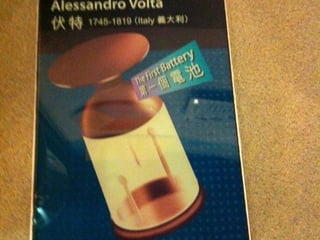 Alessandro Volta
伏特 1745-1819 (Italy 義大利)
The First Battery
第一個電池